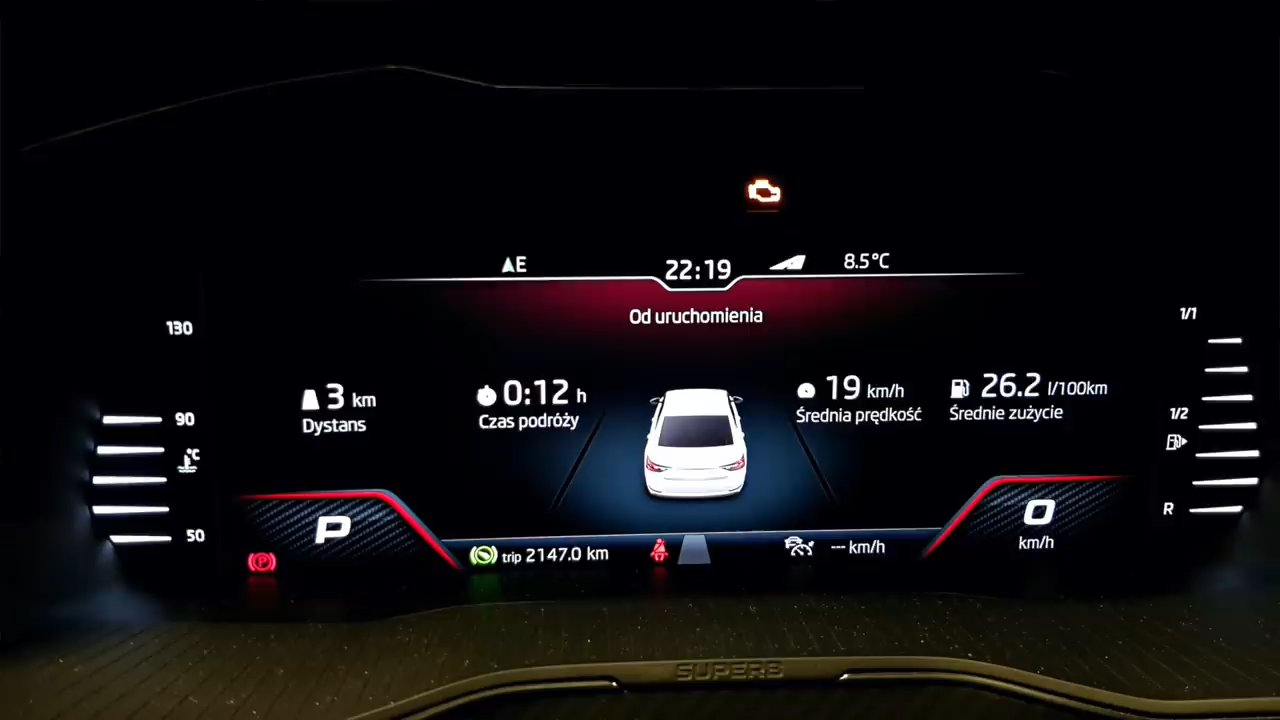 E 22:19 8.5°C
Od uruchomienia
130
90
°C
50
3 km
Dystans
0:12 h
Czas podróży
19 km/h
Średnia prędkość
26.2 l/100km
Średnie zużycie
1/1
1/2
R
P
0
km/h
P
trip 2147.0 km
--- km/h
SUPERB